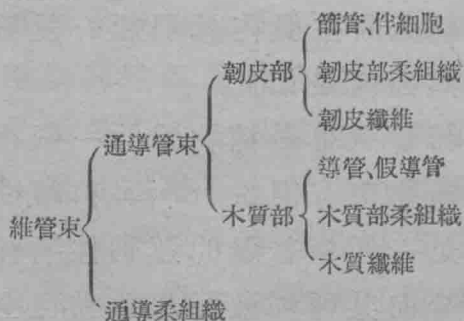 篩管、伴細胞
韌皮部
韌皮部柔組織
韌皮纖維
通導管束
導管、假導管
木質部
木質部柔組織
維管束
木質纖維
通導柔組織